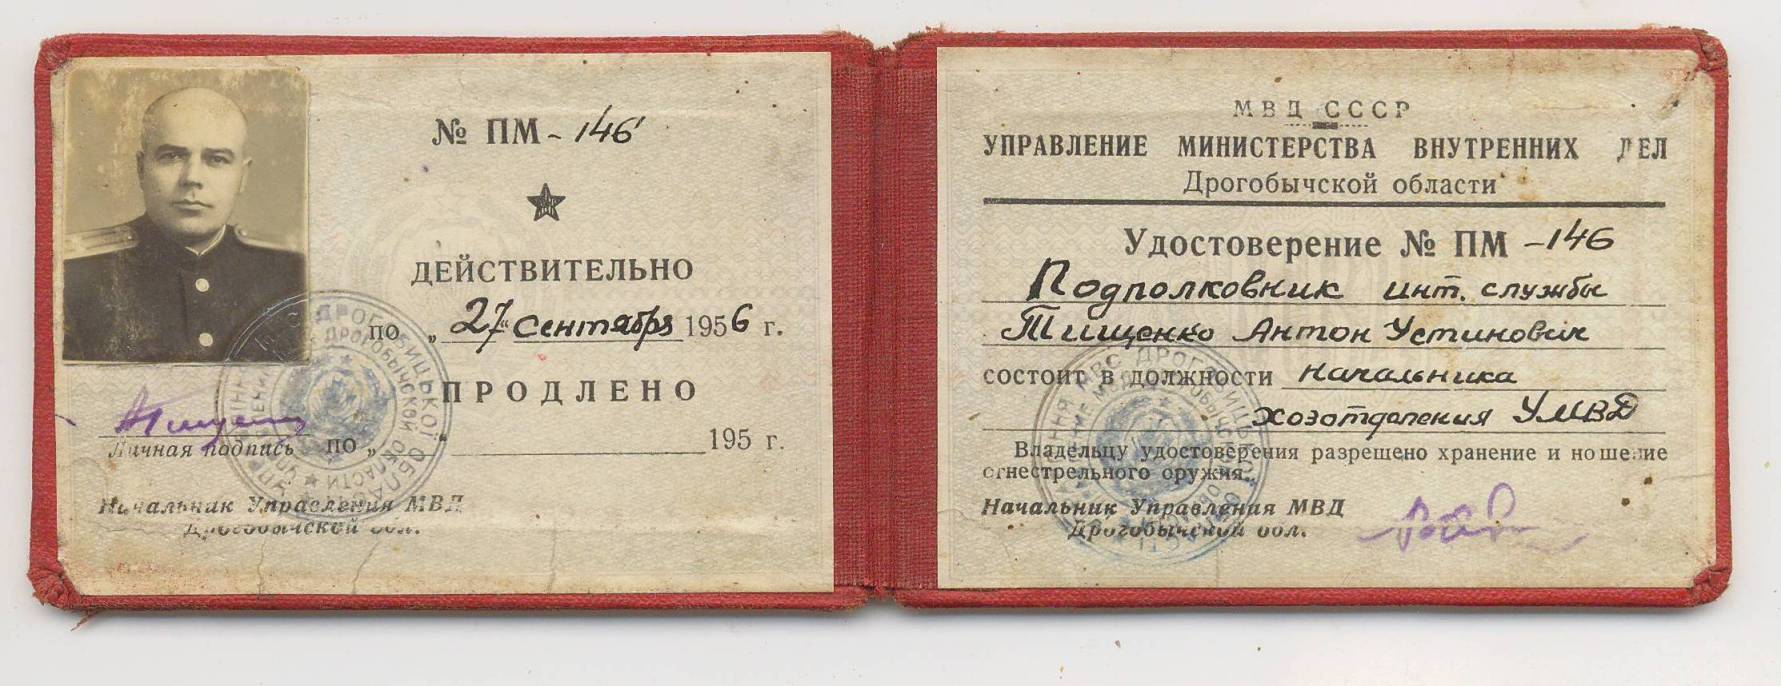 № ПМ - 146
ДЕЙСТВИТЕЛЬНО
по „27“ Сентября 1956 г.
ПРОДЛЕНО
по „ 195 г.
Личная подпись
Начальник Управления МВД
Дрогобычской обл.
МВД СССР
УПРАВЛЕНИЕ МИНИСТЕРСТВА ВНУТРЕННИХ ДЕЛ
Дрогобычской области
Удостоверение № ПМ - 146
Подполковник инт. службы
Тищенко Антон Устинович
состоит в должности начальника
хозотделения УМВД
Владельцу удостоверения разрешено хранение и ношение
огнестрельного оружия.
Начальник Управления МВД
Дрогобычской обл.